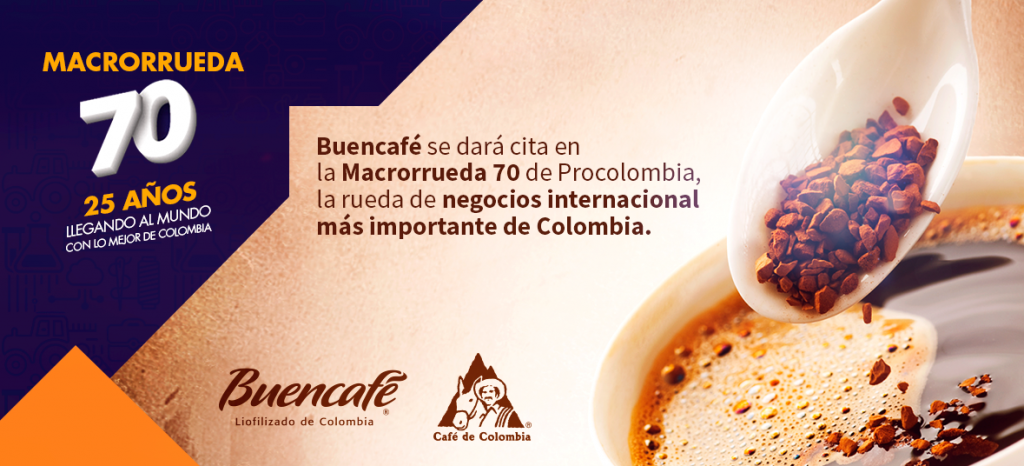 MACRORRUEDA
70
25 AÑOS
LLEGANDO AL MUNDO
CON LO MEJOR DE COLOMBIA
Buencafé se dará cita en
la Macrorrueda 70 de Procolombia,
la rueda de negocios internacional
más importante de Colombia.
Buencafé®
Liofilizado de Colombia
®
Café de Colombia